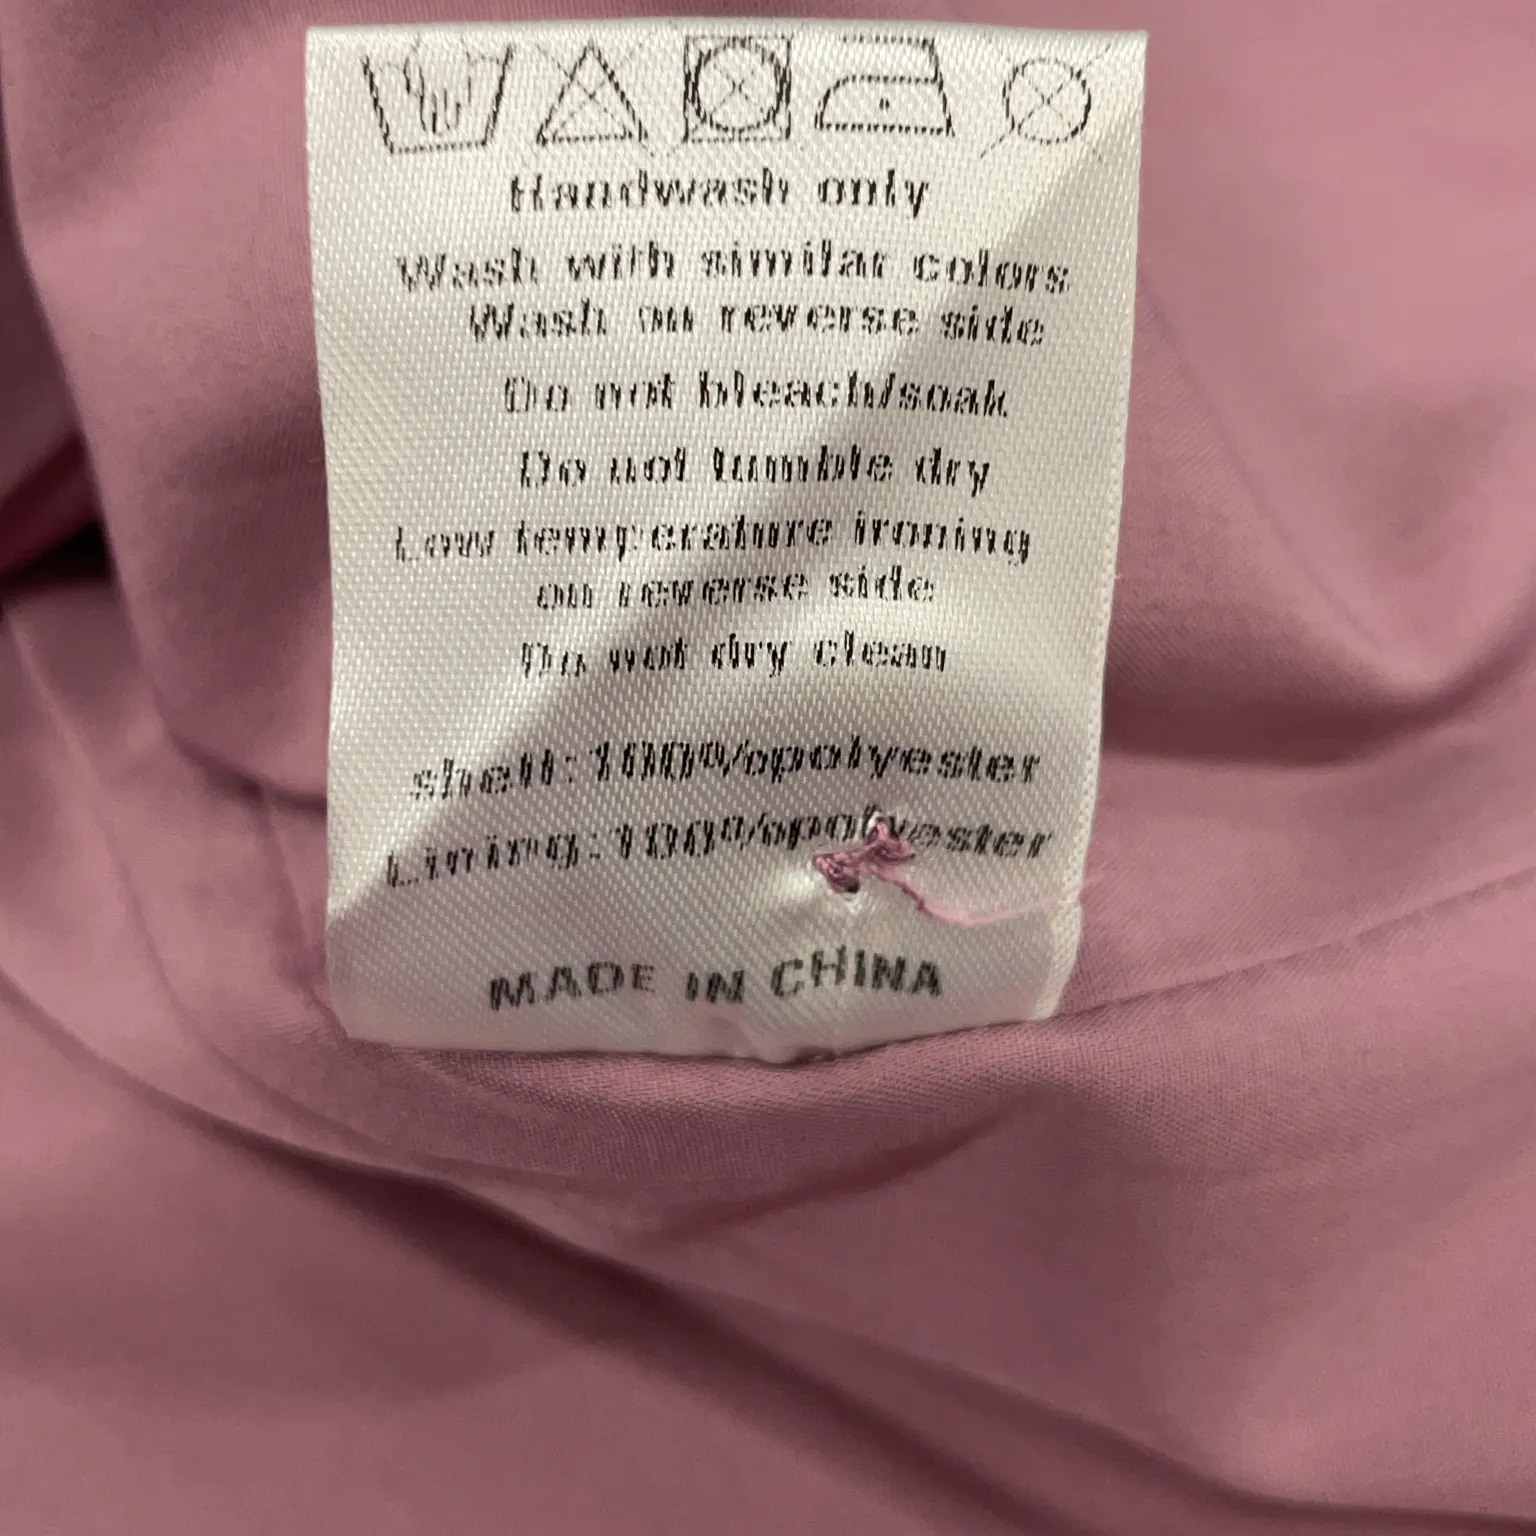 Handwash only
Wash with similar colors
Wash on reverse side
Do not bleach/soak
Do not tumble dry
Low temperature ironing
on reverse side
Do not dry clean
shell:100%polyester
Lining:100%polyester
MADE IN CHINA